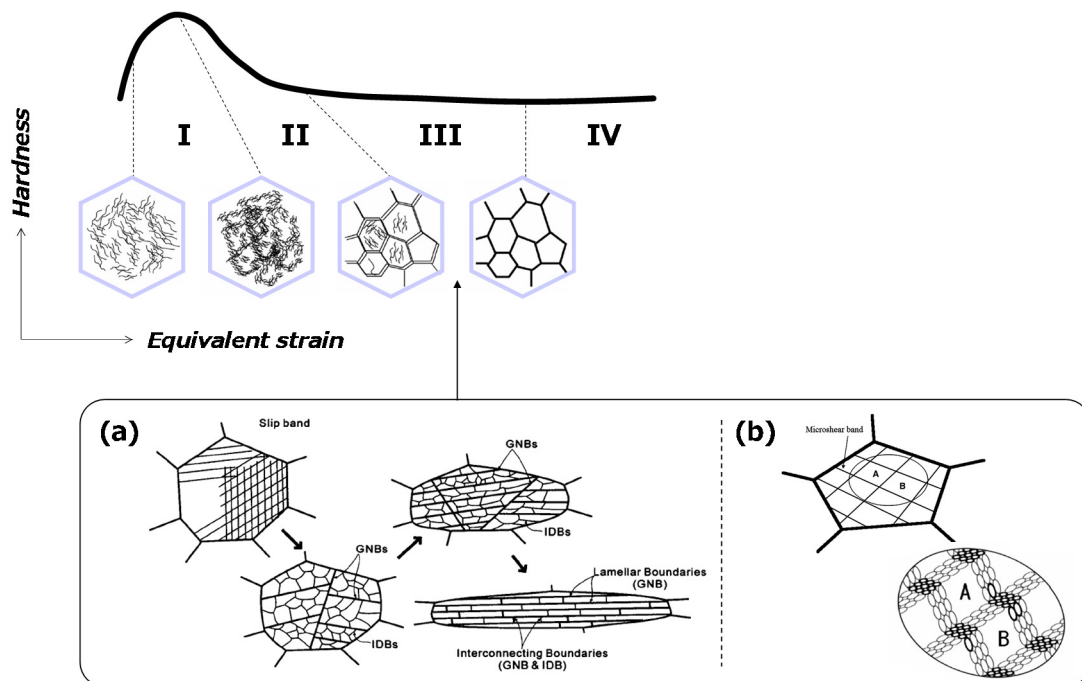 Hardness
I
II
III
IV
Equivalent strain
(a)
Slip band
GNBs
IDBs
GNBs
IDBs
Lamellar Boundaries
(GNB)
Interconnecting Boundaries
(GNB & IDB)
(b)
Microshear band
A
B
A
B